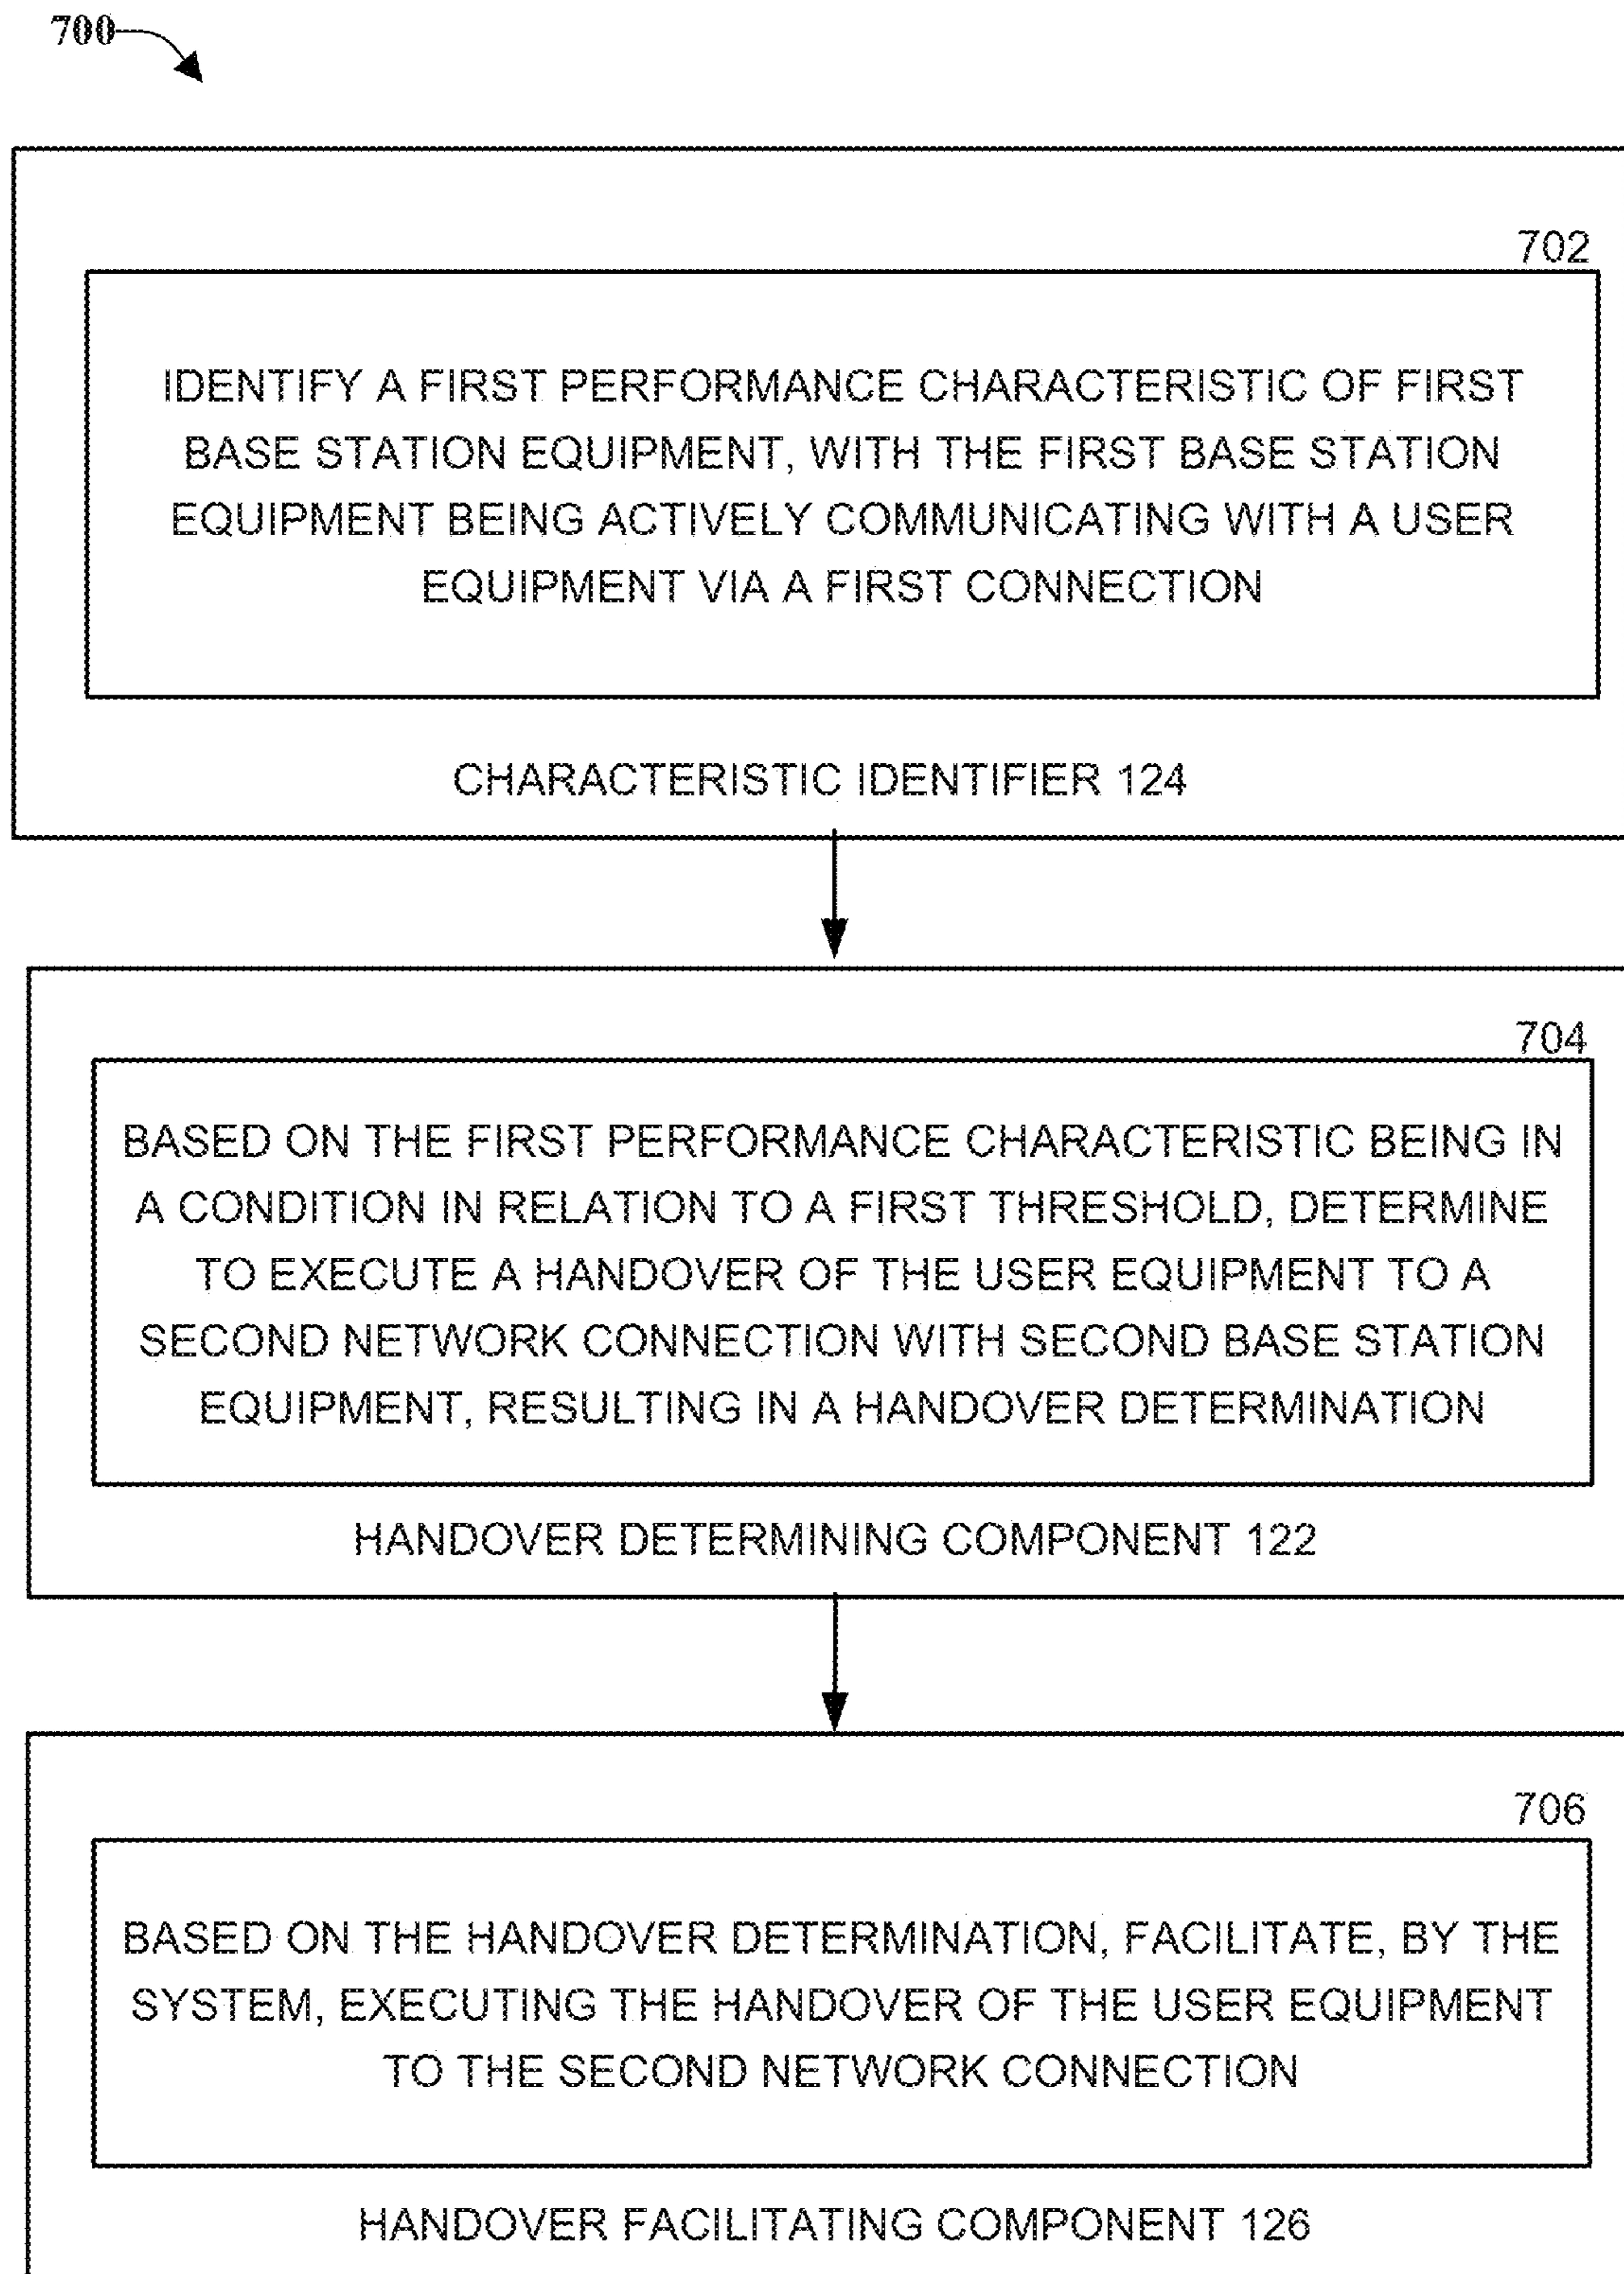 700
702
IDENTIFY A FIRST PERFORMANCE CHARACTERISTIC OF FIRST
BASE STATION EQUIPMENT, WITH THE FIRST BASE STATION
EQUIPMENT BEING ACTIVELY COMMUNICATING WITH A USER
EQUIPMENT VIA A FIRST CONNECTION
CHARACTERISTIC IDENTIFIER 124
704
BASED ON THE FIRST PERFORMANCE CHARACTERISTIC BEING IN
A CONDITION IN RELATION TO A FIRST THRESHOLD, DETERMINE
TO EXECUTE A HANDOVER OF THE USER EQUIPMENT TO A
SECOND NETWORK CONNECTION WITH SECOND BASE STATION
EQUIPMENT, RESULTING IN A HANDOVER DETERMINATION
HANDOVER DETERMINING COMPONENT 122
706
BASED ON THE HANDOVER DETERMINATION, FACILITATE, BY THE
SYSTEM, EXECUTING THE HANDOVER OF THE USER EQUIPMENT
TO THE SECOND NETWORK CONNECTION
HANDOVER FACILITATING COMPONENT 126